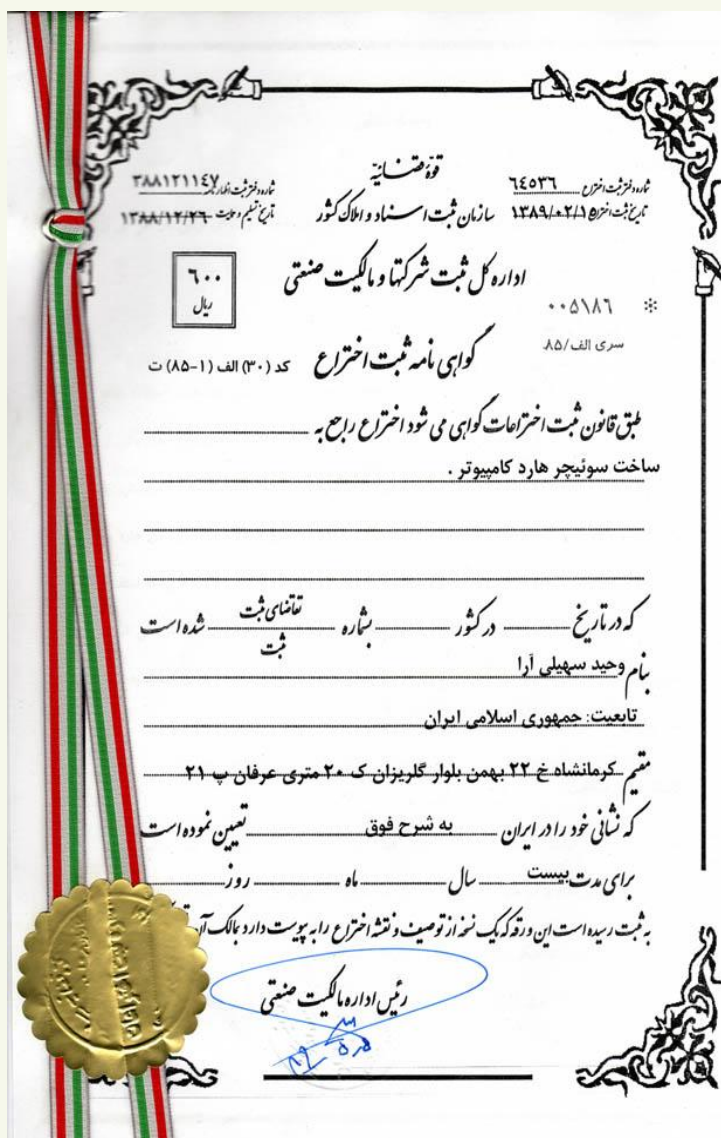 قوه قضائیه
شماره دفتر ثبت اختراع ٦٤٥٣٦
تاریخ ثبت اختراع ۱۳۸۹/۰۲/۱۵
سازمان ثبت اسناد و املاک کشور
شماره دفتر ثبت اظهارنامه ۳۸۸۱۲۱۱٤۷
تاریخ تسلیم و حمایت ۱۳۸۸/۱۲/۲۶
اداره کل ثبت شرکتها و مالکیت صنعتی
٦۰۰
ریال
۰۰۵۱۸۶ *
سری الف/۸۵
گواهی نامه ثبت اختراع
کد (۳۰) الف (۱-۸۵) ت
طبق قانون ثبت اختراعات گواهی می شود اختراع راجع به
ساخت سوئیچر هارد کامپیوتر .
که در تاریخ در کشور بشماره تقاضای ثبت شده است
ثبت
بنام وحید سهیلی آرا
تابعیت: جمهوری اسلامی ایران
مقیم کرمانشاه خ ۲۲ بهمن بلوار گلریزان ک ۲۰ متری عرفان پ ۲۱
که نشانی خود را در ایران به شرح فوق تعیین نموده است
برای مدت بیست سال ماه روز
به ثبت رسیده است این ورقه که یک نسخه از توصیف و نقشه اختراع را به پیوست دارد بمالک آن
رئیس اداره مالکیت صنعتی